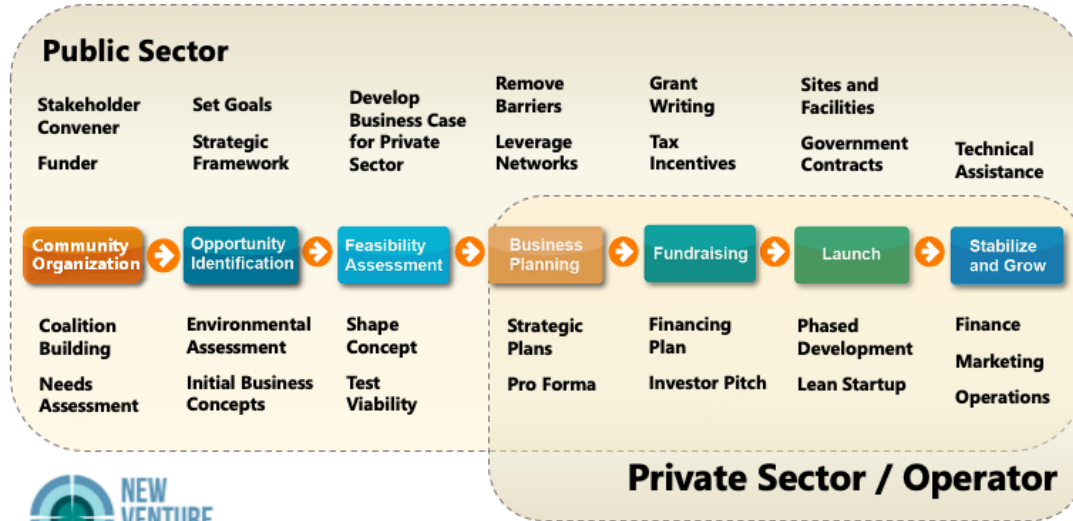 Public Sector
Stakeholder
Convener
Funder
Set Goals
Strategic
Framework
Develop
Business Case
for Private
Sector
Remove
Barriers
Leverage
Networks
Grant
Writing
Tax
Incentives
Sites and
Facilities
Government
Contracts
Technical
Assistance
Community
Organization
Opportunity
Identification
Feasibility
Assessment
Business
Planning
Fundraising
Launch
Stabilize
and Grow
Coalition
Building
Needs
Assessment
Environmental
Assessment
Initial Business
Concepts
Shape
Concept
Test
Viability
Strategic
Plans
Pro Forma
Financing
Plan
Investor Pitch
Phased
Development
Lean Startup
Finance
Marketing
Operations
Private Sector / Operator
NEW
VENTURE